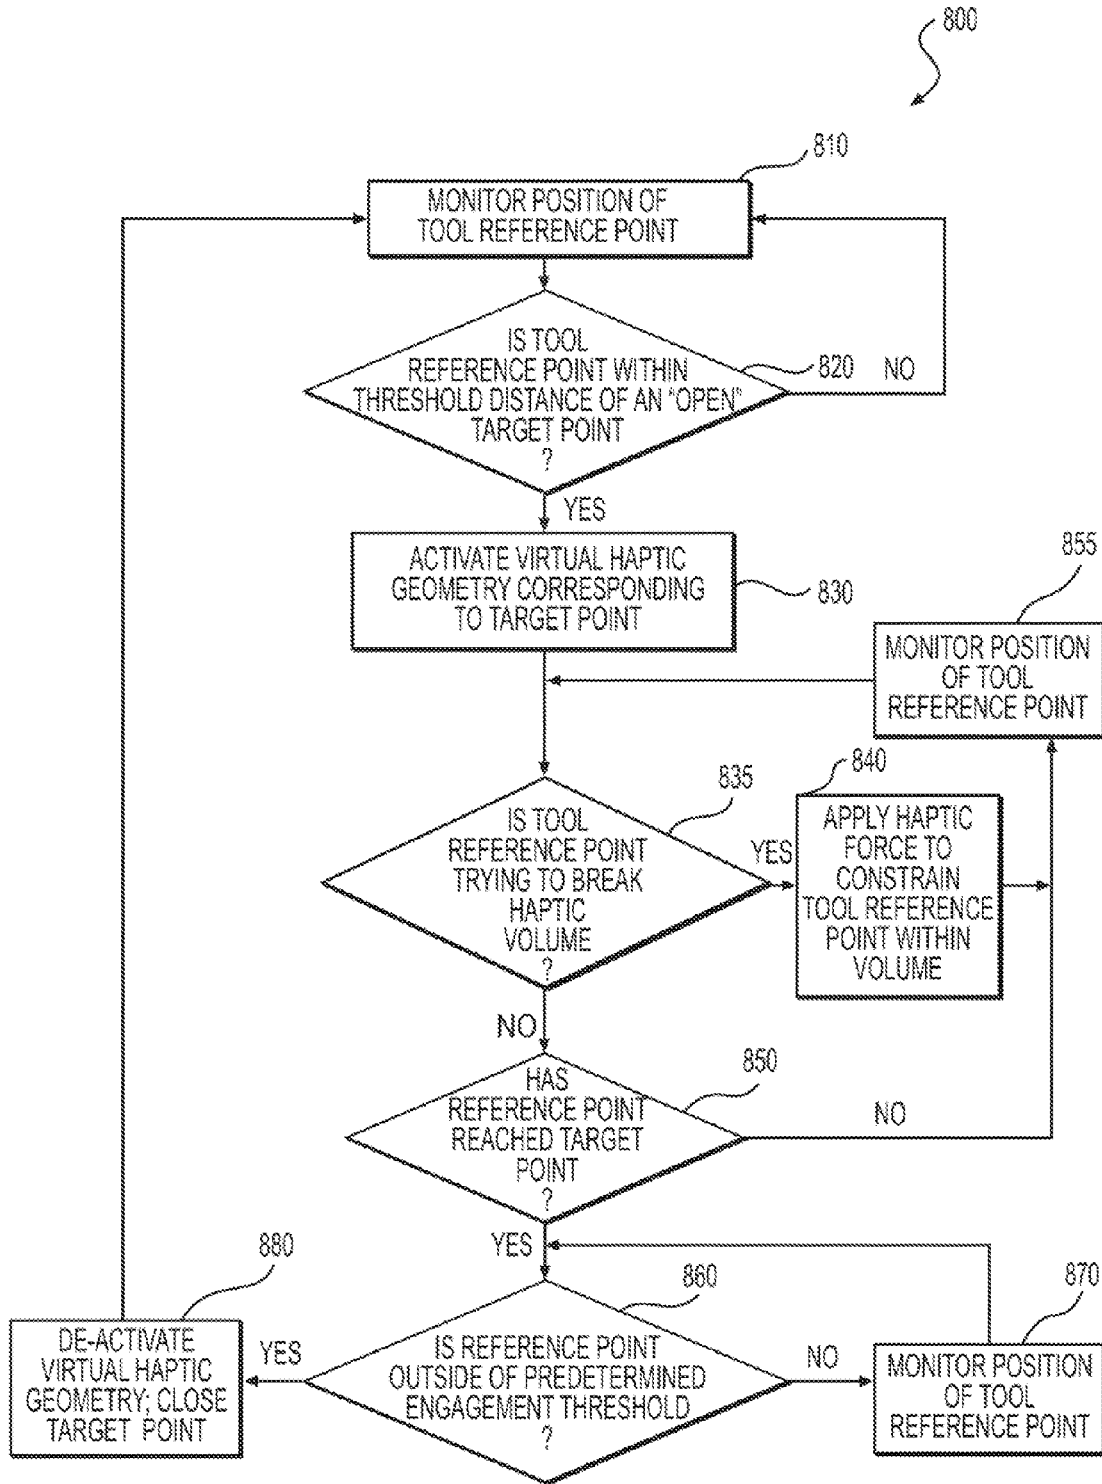 800
810
MONITOR POSITION OF
TOOL REFERENCE POINT
IS TOOL
REFERENCE POINT WITHIN
THRESHOLD DISTANCE OF AN "OPEN"
TARGET POINT
?
820
NO
YES
ACTIVATE VIRTUAL HAPTIC
GEOMETRY CORRESPONDING
TO TARGET POINT
830
855
MONITOR POSITION
OF TOOL
REFERENCE POINT
835
IS TOOL
REFERENCE POINT
TRYING TO BREAK
HAPTIC
VOLUME
?
YES
840
APPLY HAPTIC
FORCE TO
CONSTRAIN
TOOL REFERENCE
POINT WITHIN
VOLUME
NO
850
HAS
REFERENCE POINT
REACHED TARGET
POINT
?
NO
YES
860
IS REFERENCE POINT
OUTSIDE OF PREDETERMINED
ENGAGEMENT THRESHOLD
?
NO
870
MONITOR POSITION
OF TOOL
REFERENCE POINT
YES
880
DE-ACTIVATE
VIRTUAL HAPTIC
GEOMETRY; CLOSE
TARGET POINT